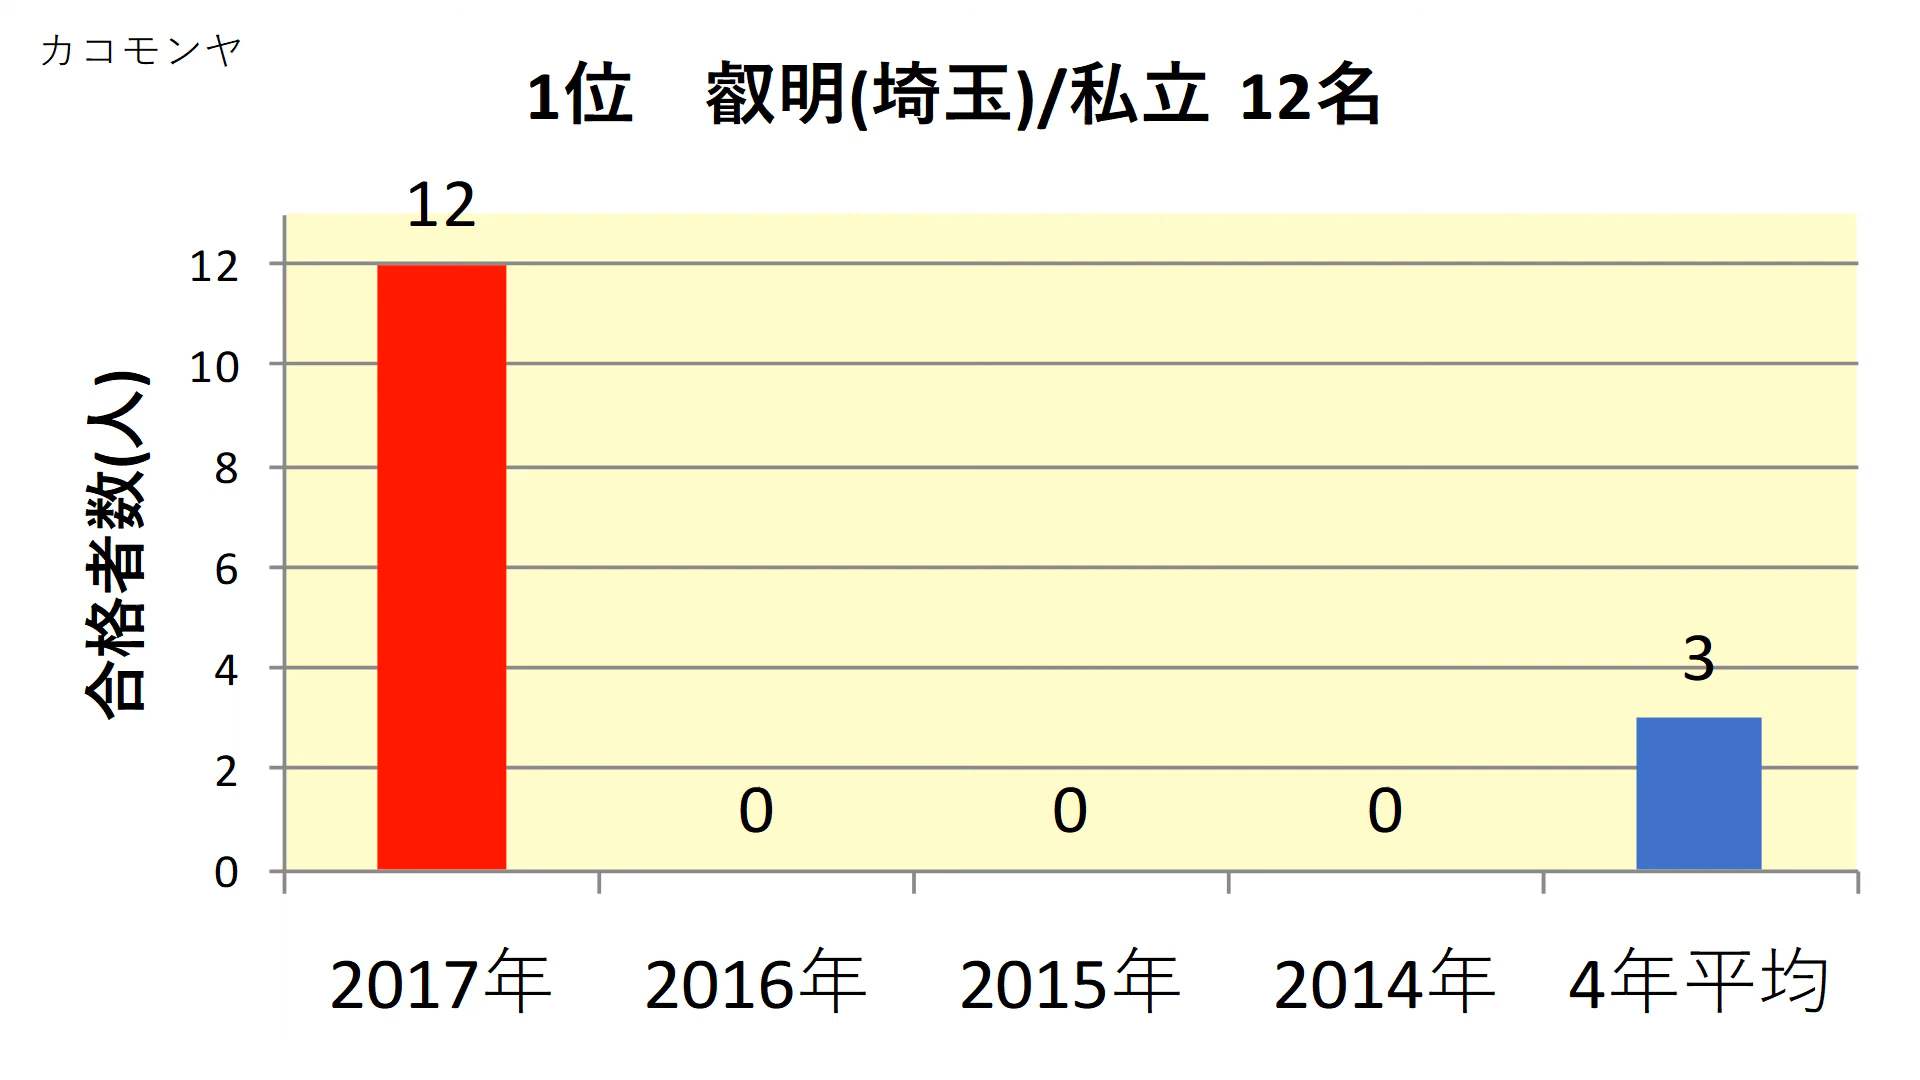 カコモンヤ
1位　叡明(埼玉)/私立 12名
合格者数(人)
12
10
8
6
4
2
0
12
0
0
0
3
2017年
2016年
2015年
2014年
4年平均